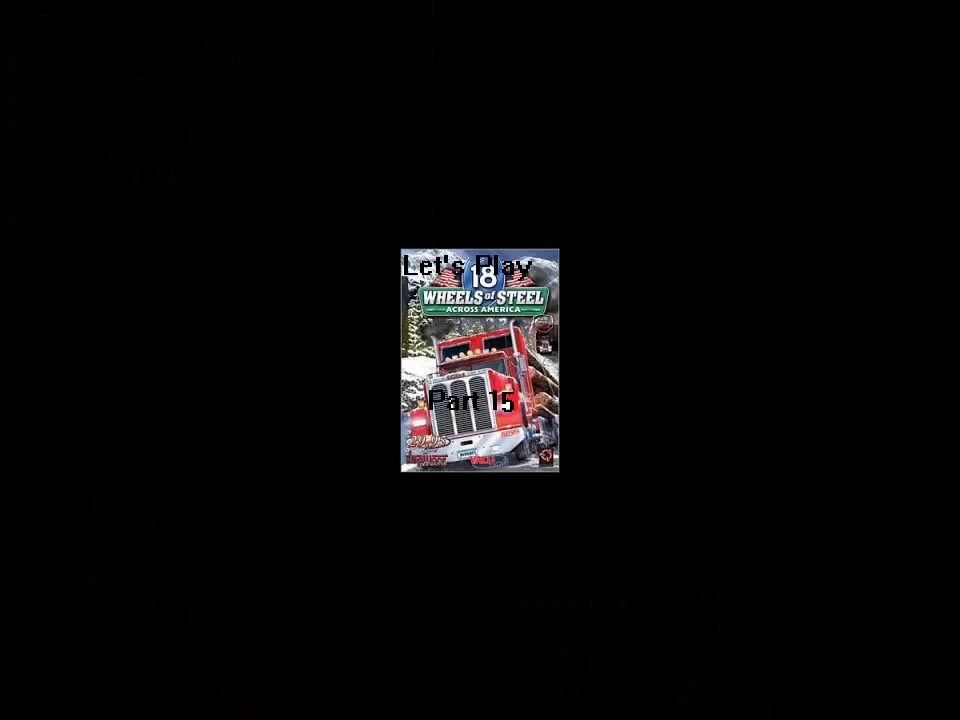 Let's Play
18
WHEELS of STEEL
ACROSS AMERICA
Part 15